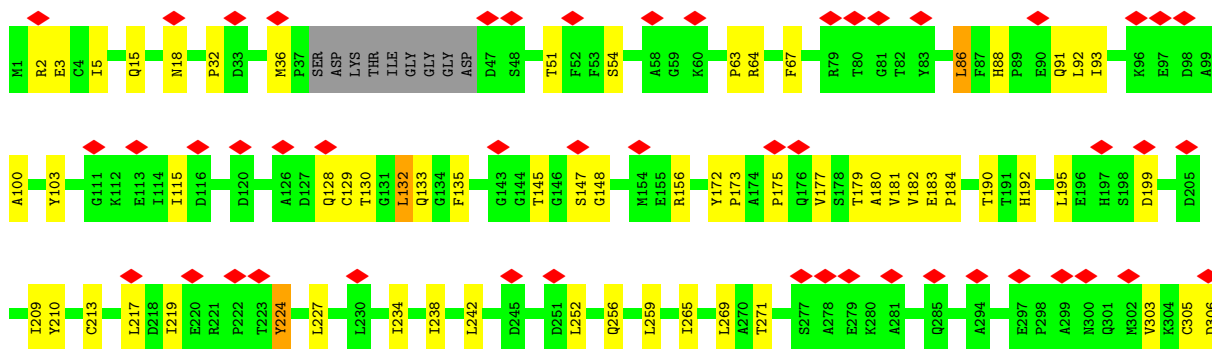 M1 R2 E3 C4 I5 Q15 N18 P32 D33 M36 P37 SER ASP LYS THR ILE GLY GLY GLY ASP D47 S48 T51 F52 F53 S54 A58 G59 K60 P63 R64 F67 R79 T80 G81 T82 Y83 L86 F87 H88 P89 E90 Q91 L92 I93 K96 E97 D98 A99
A100 Y103 G111 K112 E113 I114 I115 D116 D120 A126 D127 Q128 C129 T130 G131 L132 Q133 G134 F135 G143 G144 T145 G146 S147 G148 M154 E155 R156 Y172 P173 A174 P175 Q176 V177 S178 T179 A180 V181 V182 E183 P184 T190 T191 H192 L195 E196 H197 S198 D199 D205
I209 Y210 C213 L217 D218 I219 E220 R221 P222 T223 Y224 L227 L230 I234 I238 L242 D245 D251 L252 Q256 L259 I265 L269 A270 T271 S277 A278 E279 K280 A281 Q285 A294 E297 P298 A299 N300 Q301 M302 V303 K304 C305 D306